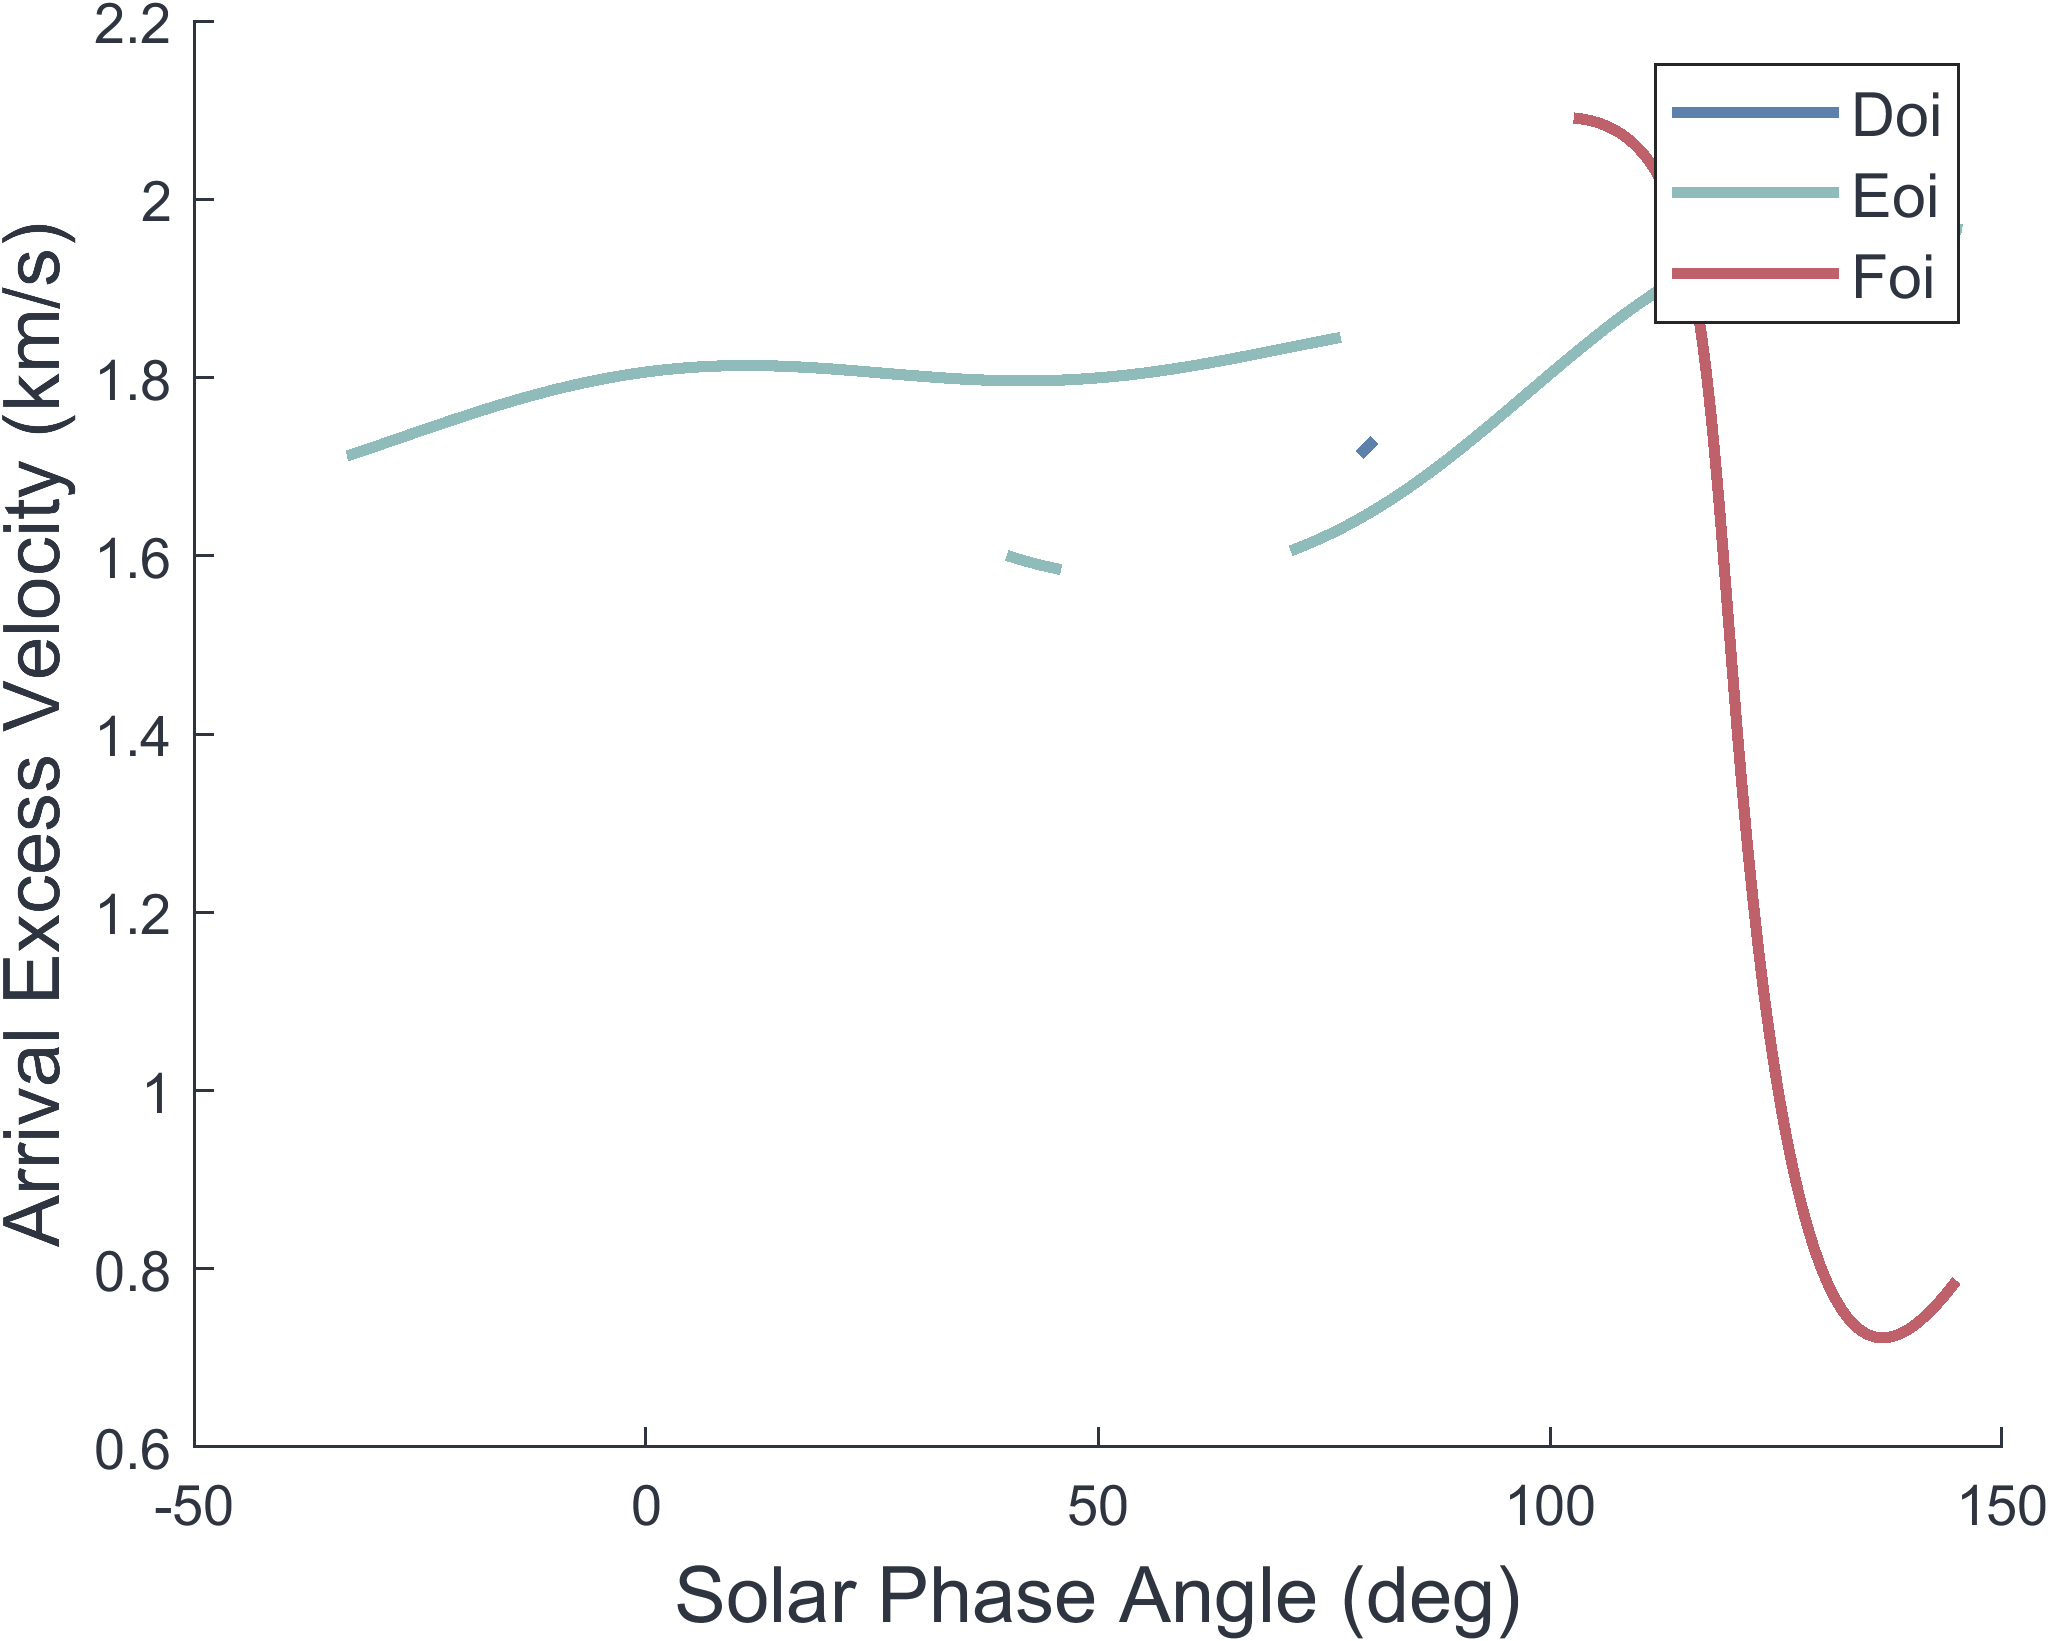 Arrival Excess Velocity (km/s)
2.2
2
1.8
1.6
1.4
1.2
1
0.8
0.6
-50
0
50
100
150
Solar Phase Angle (deg)
Doi
Eoi
Foi